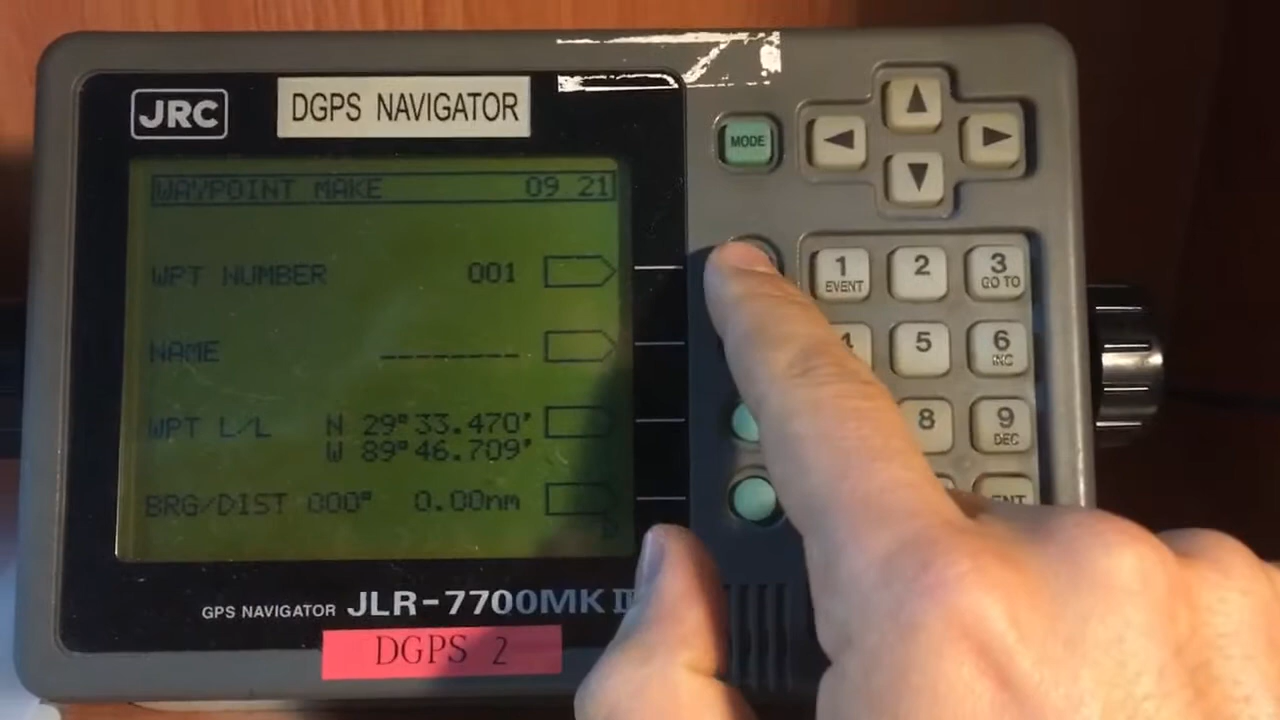 JRC
DGPS NAVIGATOR
WAYPOINT MAKE 09 21
WPT NUMBER 001
NAME _______
WPT L/L N 29°33.470'
W 89°46.709'
BRG/DIST 000° 0.00nm
GPS NAVIGATOR JLR-7700MK
DGPS 2
MODE
1 EVENT
2
3 GO TO
4
5
6 INC
8
9 DEC
ENT